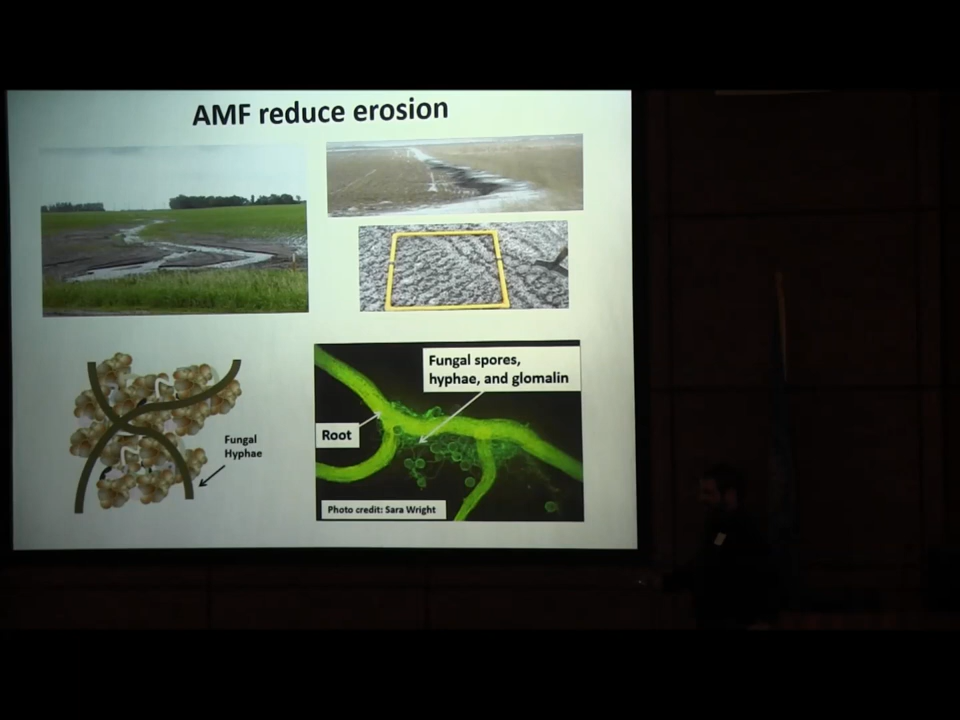 AMF reduce erosion
Fungal spores,
hyphae, and glomalin
Root
Fungal
Hyphae
Photo credit: Sara Wright